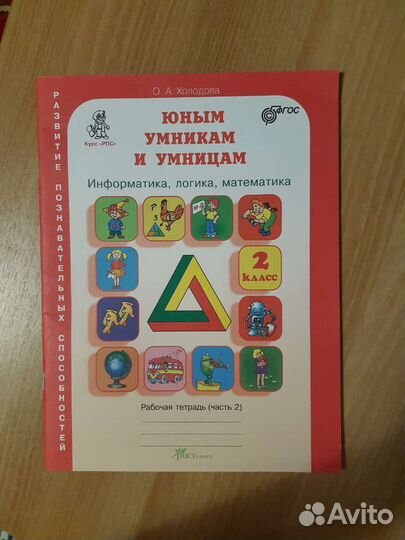 О. А. Холодова
ФГОС
Курс «РПС»
ЮНЫМ
УМНИКАМ
И УМНИЦАМ
Информатика, логика, математика
2
КЛАСС
Рабочая тетрадь (часть 2)
РОСТкнига
РАЗВИТИЕ ПОЗНАВАТЕЛЬНЫХ СПОСОБНОСТЕЙ
Avito